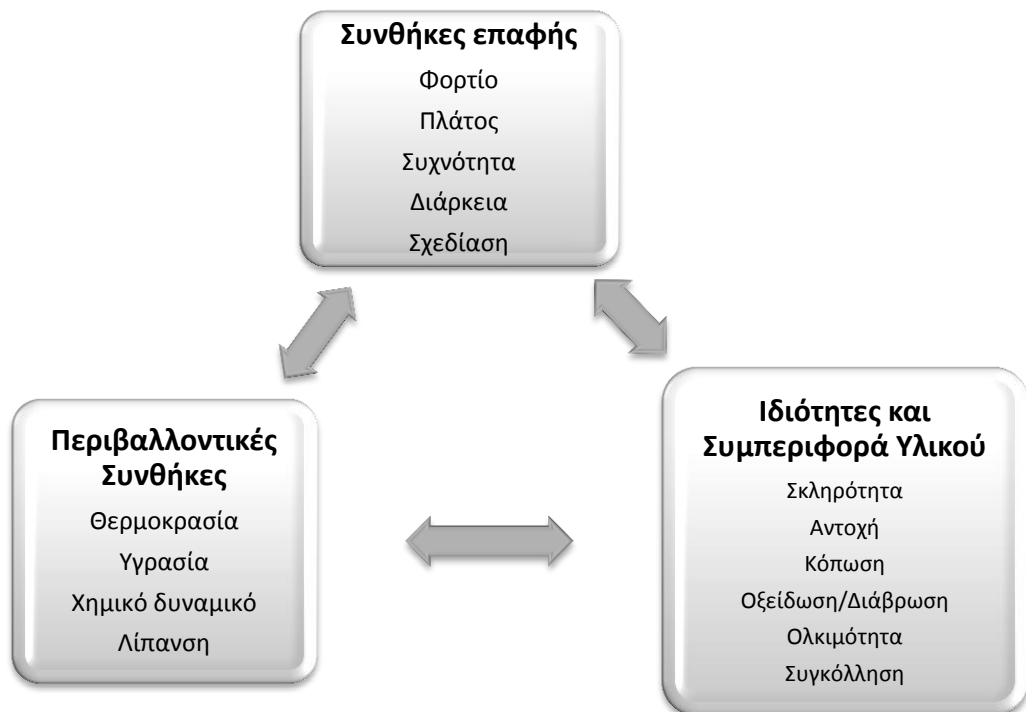 Συνθήκες επαφής
Φορτίο
Πλάτος
Συχνότητα
Διάρκεια
Σχεδίαση
Περιβαλλοντικές
Συνθήκες
Θερμοκρασία
Υγρασία
Χημικό δυναμικό
Λίπανση
Ιδιότητες και
Συμπεριφορά Υλικού
Σκληρότητα
Αντοχή
Κόπωση
Οξείδωση/Διάβρωση
Ολκιμότητα
Συγκόλληση